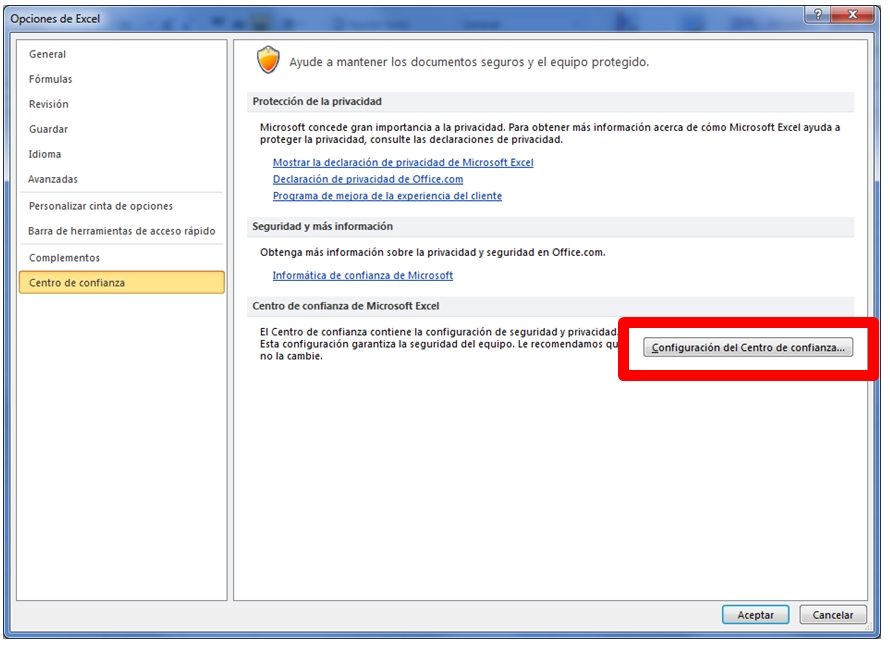 Opciones de Excel
General
Fórmulas
Revisión
Guardar
Idioma
Avanzadas
Personalizar cinta de opciones
Barra de herramientas de acceso rápido
Complementos
Centro de confianza
Ayude a mantener los documentos seguros y el equipo protegido.
Protección de la privacidad
Microsoft concede gran importancia a la privacidad. Para obtener más información acerca de cómo Microsoft Excel ayuda a
proteger la privacidad, consulte las declaraciones de privacidad.
Mostrar la declaración de privacidad de Microsoft Excel
Declaración de privacidad de Office.com
Programa de mejora de la experiencia del cliente
Seguridad y más información
Obtenga más información sobre la privacidad y seguridad en Office.com.
Informática de confianza de Microsoft
Centro de confianza de Microsoft Excel
El Centro de confianza contiene la configuración de seguridad y privacidad.
Esta configuración garantiza la seguridad del equipo. Le recomendamos qu
no la cambie.
Configuración del Centro de confianza...
Aceptar
Cancelar